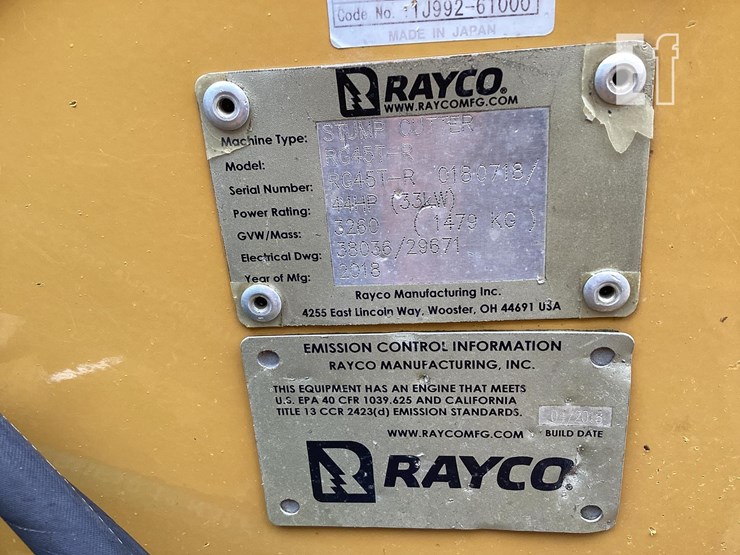 Code No. 1J992-61000
MADE IN JAPAN
RAYCO
WWW.RAYCOMFG.COM
Machine Type: STUMP CUTTER
Model: RG45T-R
Serial Number: RG45T-R 0180718/
Power Rating: 44HP (33kW)
GVW/Mass: 3260 (1479 KG)
Electrical Dwg: 38036/29671
Year of Mfg: 2018
Rayco Manufacturing Inc.
4255 East Lincoln Way, Wooster, OH 44691 USA
EMISSION CONTROL INFORMATION
RAYCO MANUFACTURING, INC.
THIS EQUIPMENT HAS AN ENGINE THAT MEETS
U.S. EPA 40 CFR 1039.625 AND CALIFORNIA
TITLE 13 CCR 2423(d) EMISSION STANDARDS.
WWW.RAYCOMFG.COM BUILD DATE
RAYCO